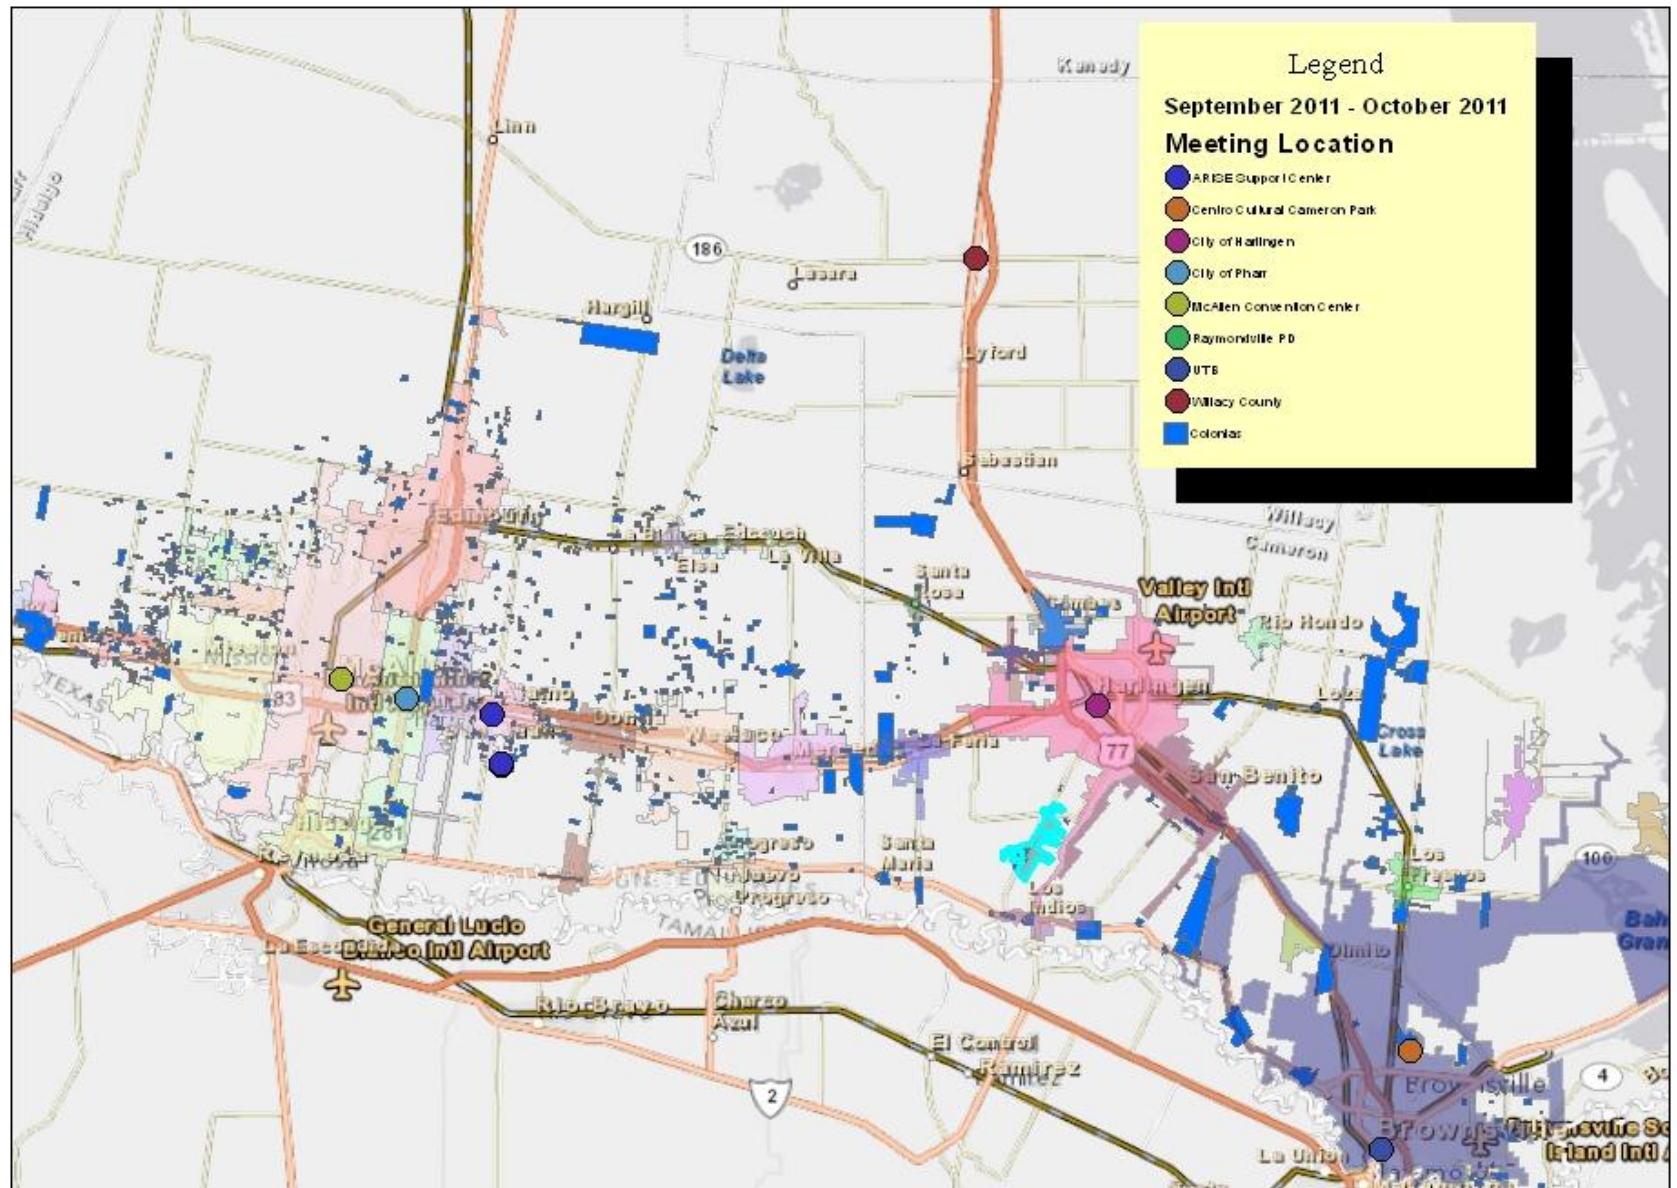 Legend
September 2011 - October 2011
Meeting Location
ARISE Support Center
Centro Cultural Cameron Park
City of Harlingen
City of Pharr
McAllen Convention Center
Raymondville PD
UTB
Willacy County
Colonias
Kenedy
Linn
Hidalgo
186
Lasara
Hargill
Delta
Lake
Lyford
Sebastian
Willacy
Cameron
Edinburg
Edcouch
La Villa
Elsa
Santa
Rosa
Combes
Valley Intl
Airport
Rio Hondo
Mission
Mission
TEXAS
83
Donna
Weslaco
Mercedes
La Feria
Harlingen
77
San Benito
Cross
Lake
Hidalgo
281
Reynosa
Progreso
Nuevo
Progreso
Santa
Maria
Los
Indios
Los
Fresnos
100
Olmito
General Lucio
Blanco Intl Airport
Rio Bravo
Charco
Azul
El Control
Ramirez
2
Brownsville
4
La Union